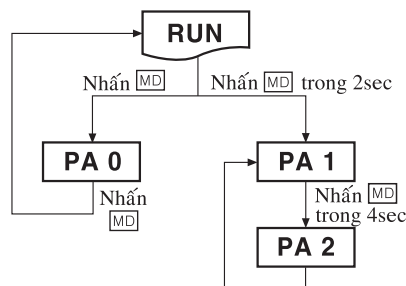 RUN
Nhấn MD
Nhấn MD trong 2sec
PA 0
PA 1
Nhấn
MD
Nhấn MD
trong 4sec
PA 2